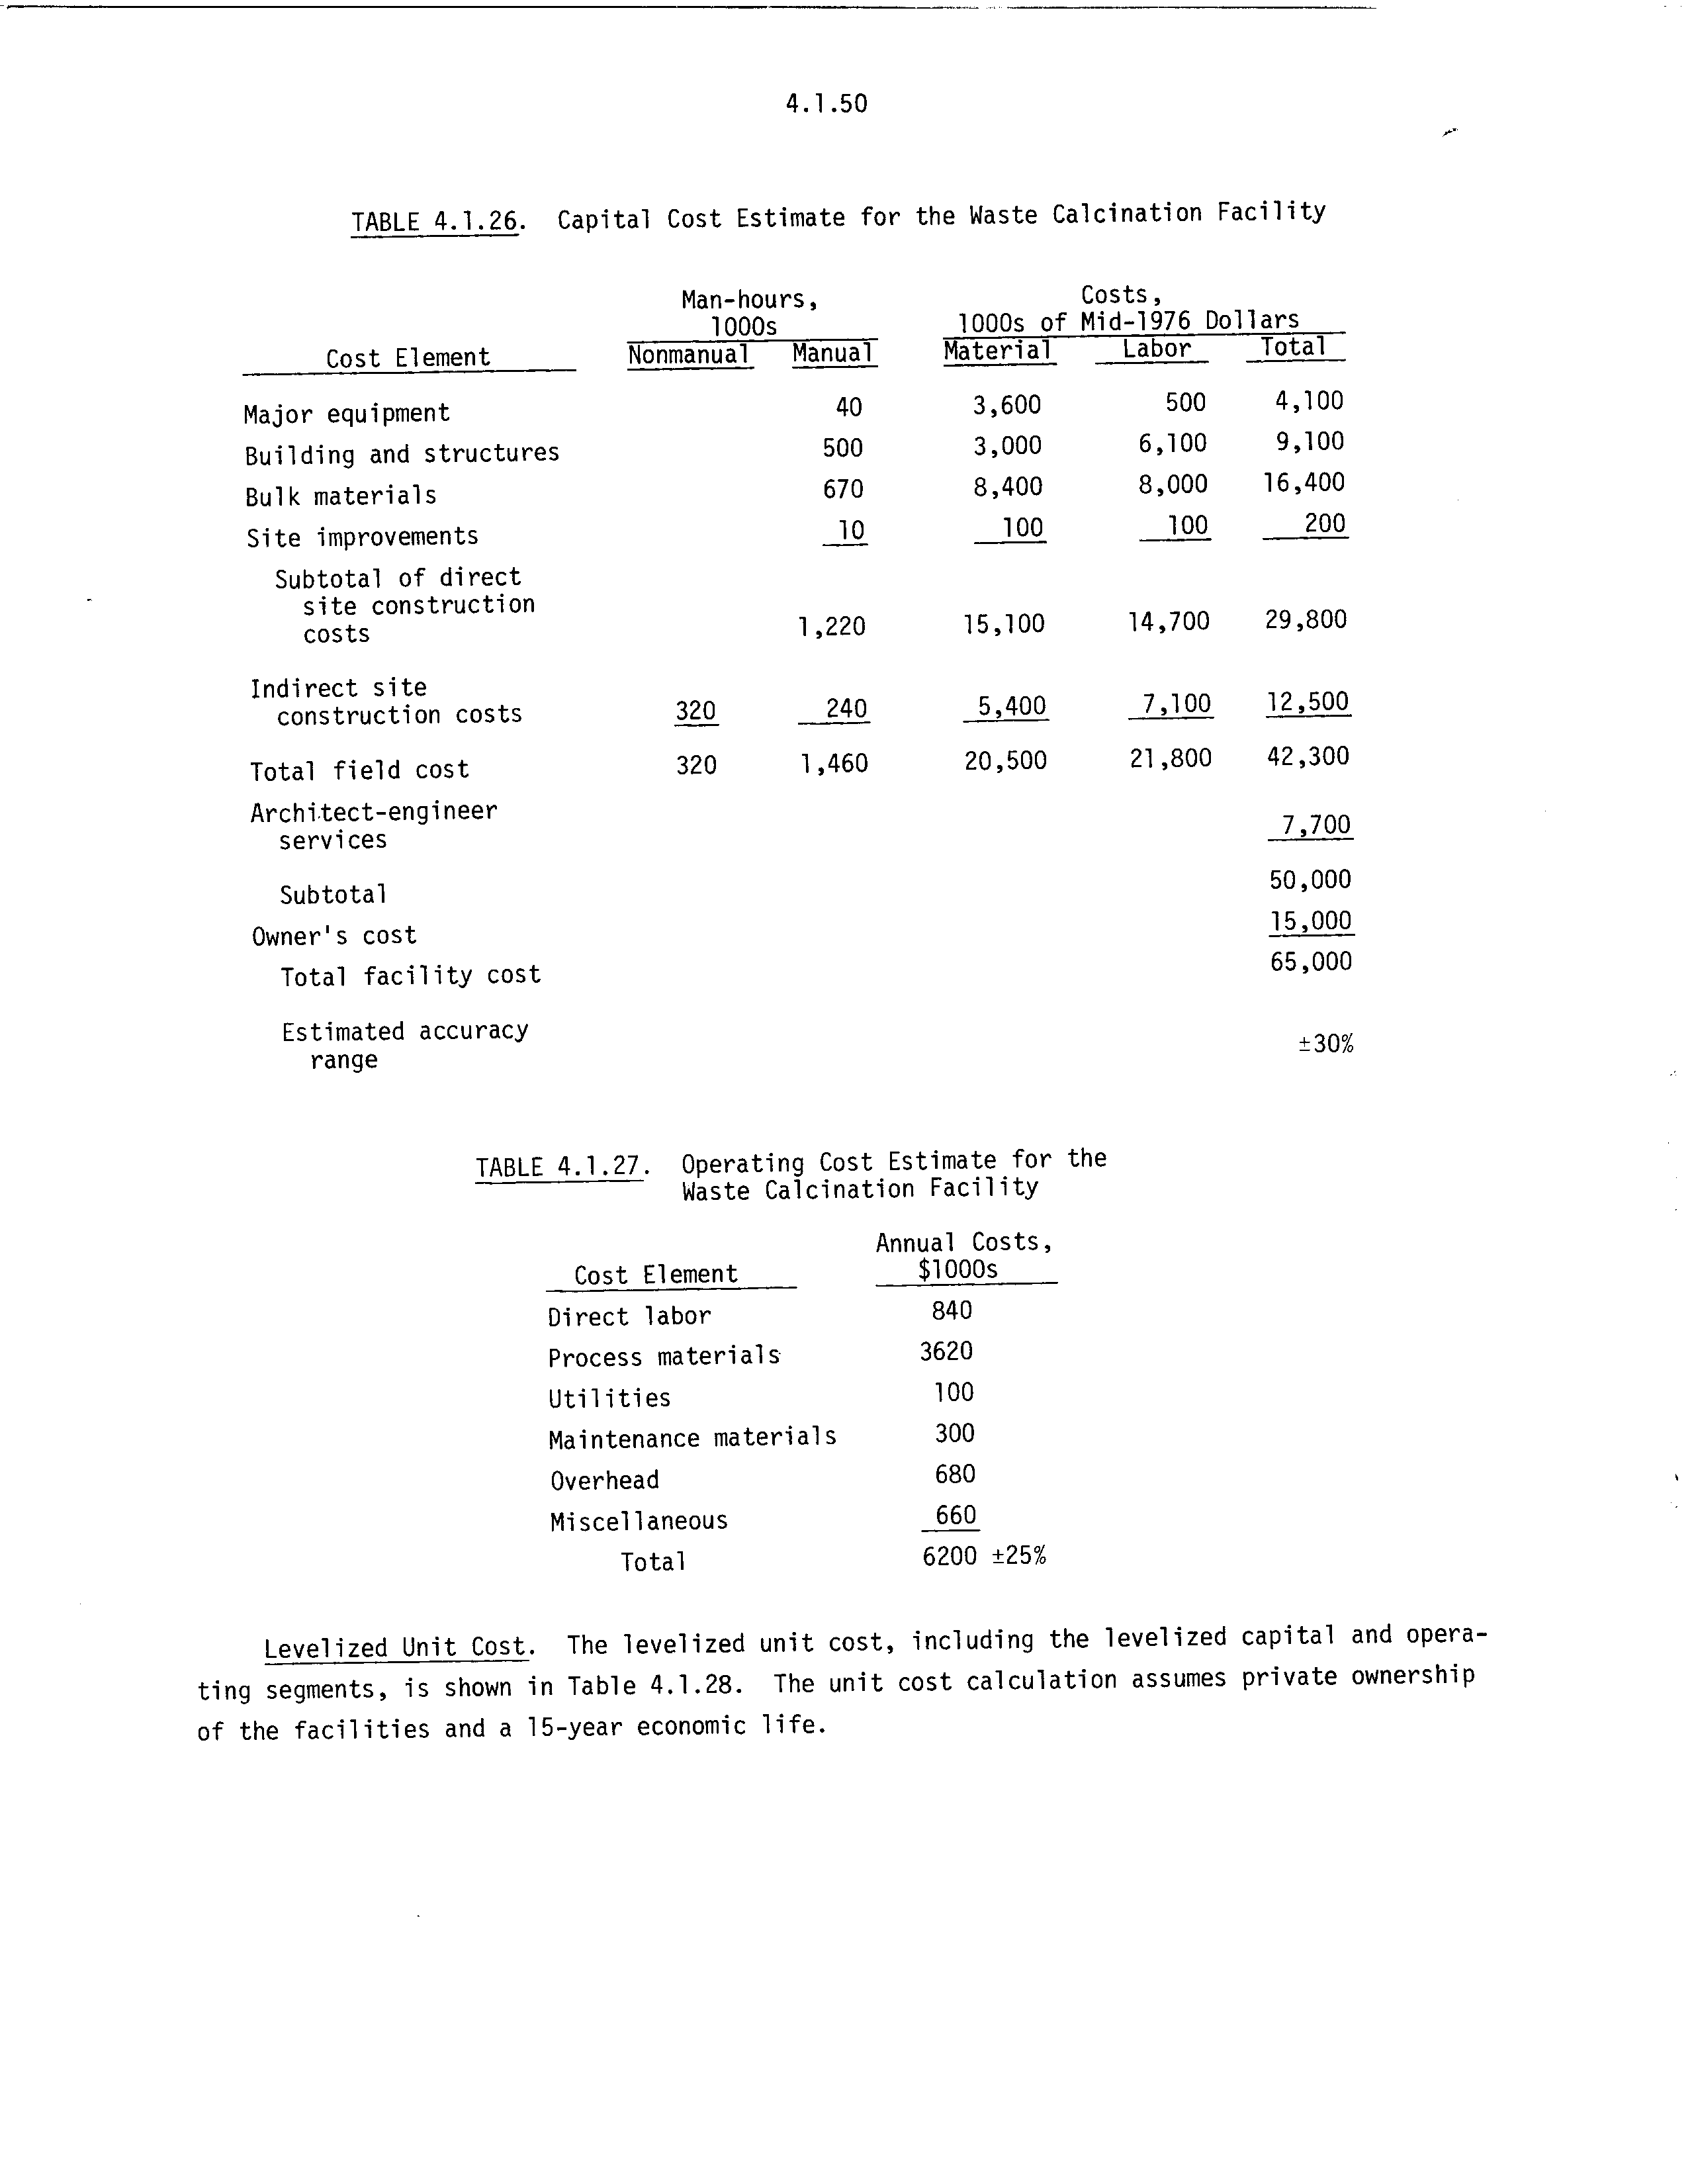 4.1.50
TABLE 4.1.26. Capital Cost Estimate for the Waste Calcination Facility
Man-hours, Costs,
1000s 1000s of Mid-1976 Dollars
Cost Element Nonmanual Manual Material Labor Total
Major equipment 40 3,600 500 4,100
Building and structures 500 3,000 6,100 9,100
Bulk materials 670 8,400 8,000 16,400
Site improvements 10 100 100 200
Subtotal of direct
site construction
costs 1,220 15,100 14,700 29,800
Indirect site
construction costs 320 240 5,400 7,100 12,500
Total field cost 320 1,460 20,500 21,800 42,300
Architect-engineer
services 7,700
Subtotal 50,000
Owner's cost 15,000
Total facility cost 65,000
Estimated accuracy
range ±30%
TABLE 4.1.27. Operating Cost Estimate for the
Waste Calcination Facility
Annual Costs,
Cost Element $1000s
Direct labor 840
Process materials 3620
Utilities 100
Maintenance materials 300
Overhead 680
Miscellaneous 660
Total 6200 ±25%
Levelized Unit Cost. The levelized unit cost, including the levelized capital and opera-
ting segments, is shown in Table 4.1.28. The unit cost calculation assumes private ownership
of the facilities and a 15-year economic life.